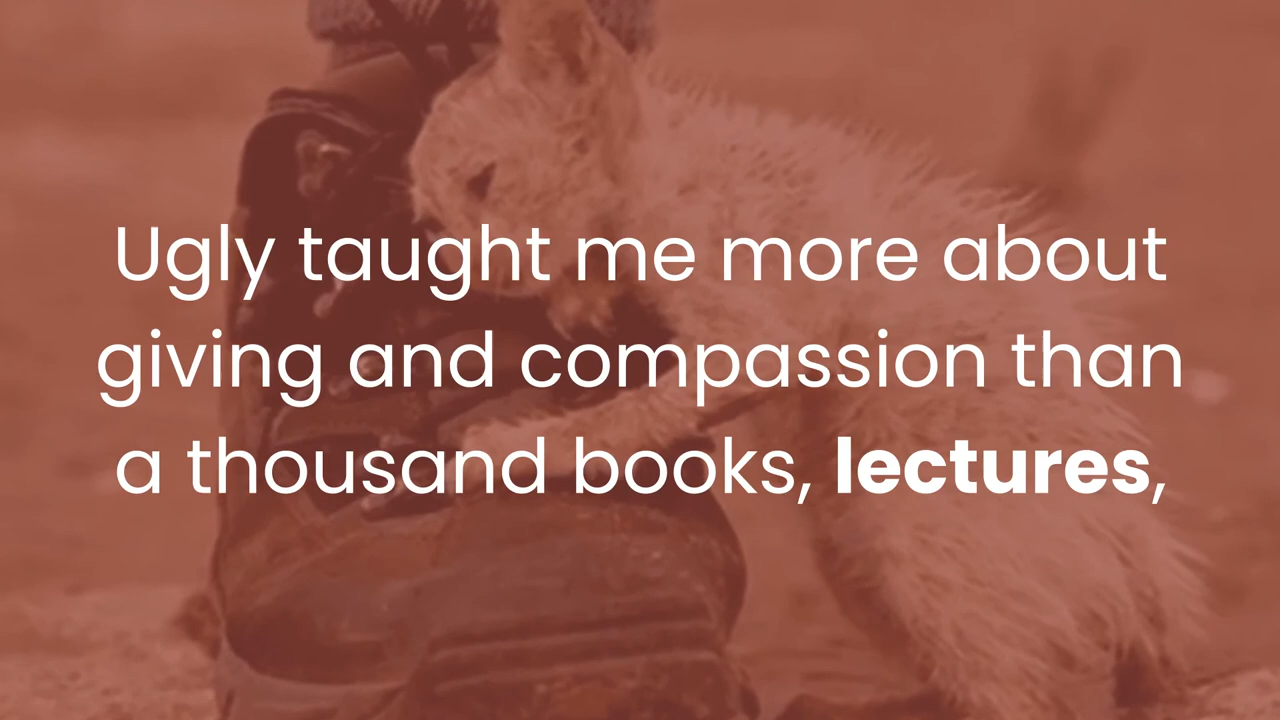 Ugly taught me more about
giving and compassion than
a thousand books, lectures,